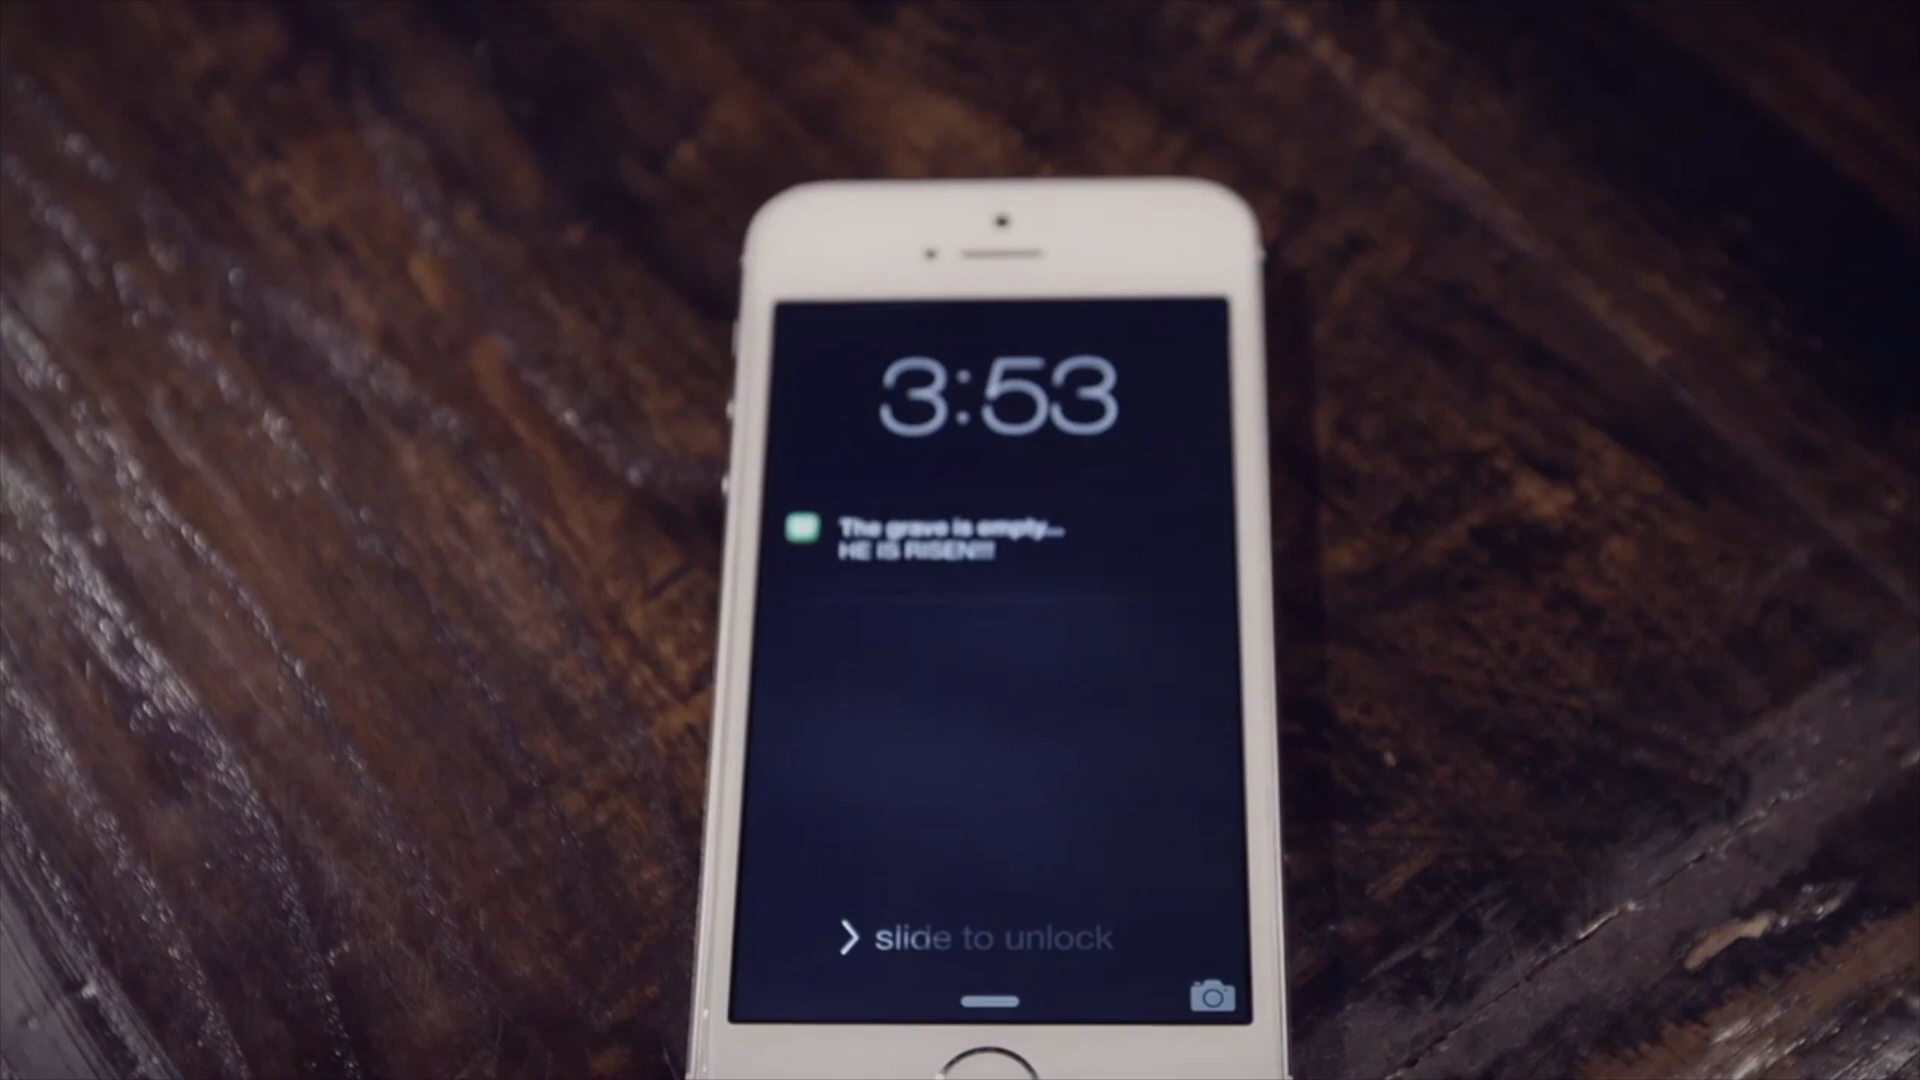 3:53
The grave is empty...
HE IS RISEN!!!
slide to unlock